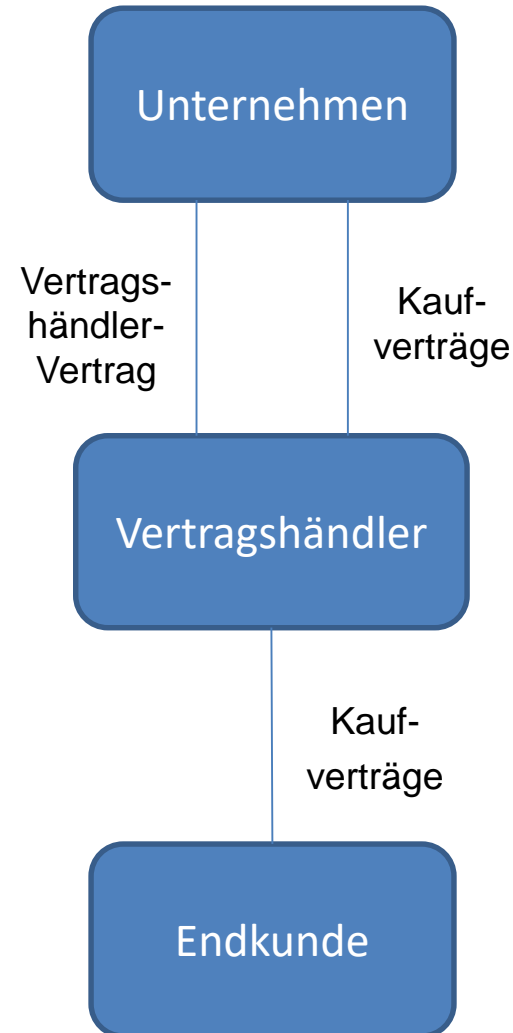 Unternehmen
Vertrags-
händler-
Vertrag
Kauf-
verträge
Vertragshändler
Kauf-
verträge
Endkunde